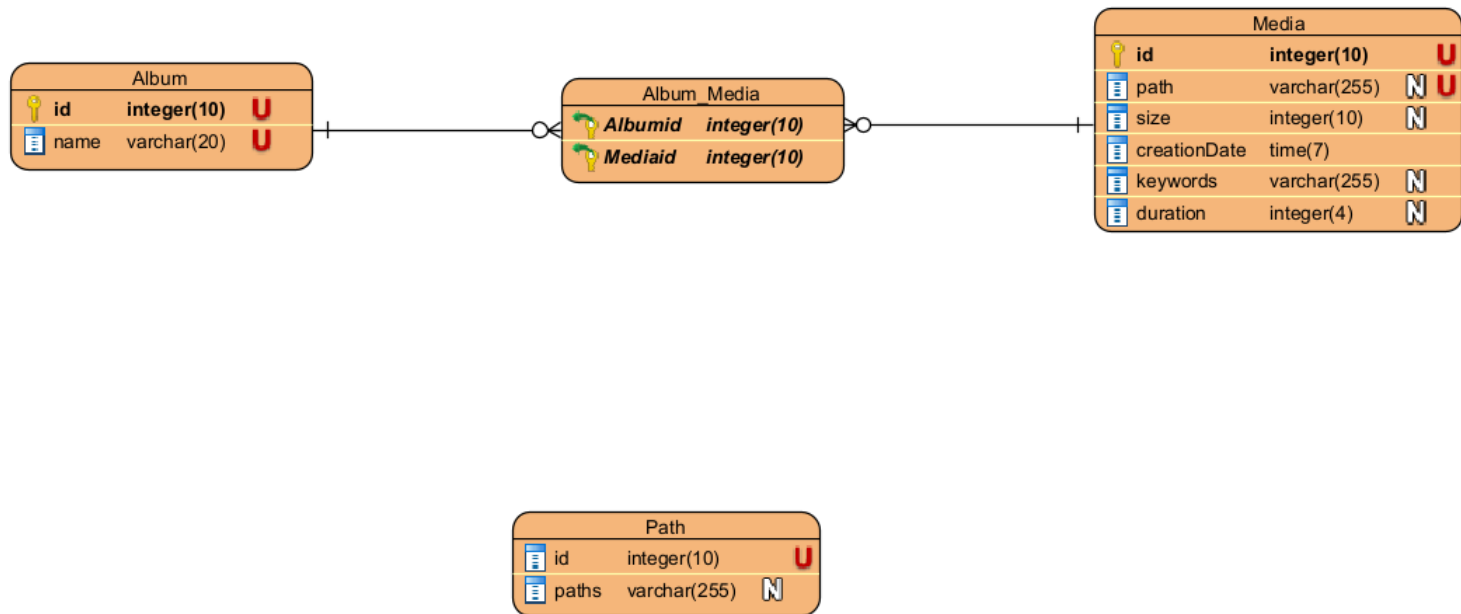 Album
id integer(10) U
name varchar(20) U
Album_Media
Albumid integer(10)
Mediaid integer(10)
Media
id integer(10) U
path varchar(255) N U
size integer(10) N
creationDate time(7)
keywords varchar(255) N
duration integer(4) N
Path
id integer(10) U
paths varchar(255) N